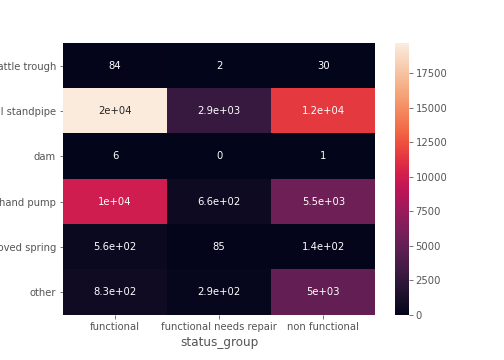 attle trough 84 2 30 17500
l standpipe 2e+04 2.9e+03 1.2e+04 15000
12500
dam 6 0 1 10000
hand pump 1e+04 6.6e+02 5.5e+03 7500
oved spring 5.6e+02 85 1.4e+02 5000
other 8.3e+02 2.9e+02 5e+03 2500
0
functional functional needs repair non functional
status_group